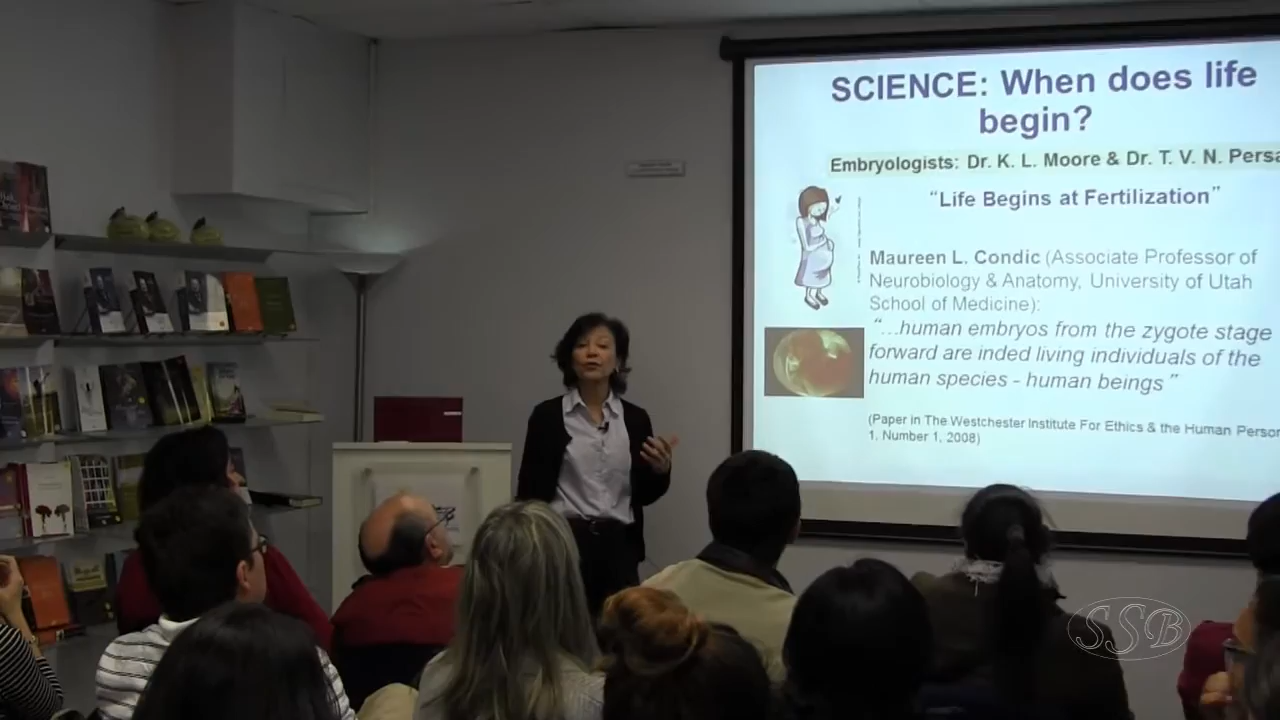 SCIENCE: When does life
begin?
Embryologists: Dr. K. L. Moore & Dr. T. V. N. Persa
“Life Begins at Fertilization”
Maureen L. Condic (Associate Professor of
Neurobiology & Anatomy, University of Utah
School of Medicine):
“…human embryos from the zygote stage
forward are inded living individuals of the
human species - human beings ”
(Paper in The Westchester Institute For Ethics & the Human Person
1, Number 1, 2008)
SSB